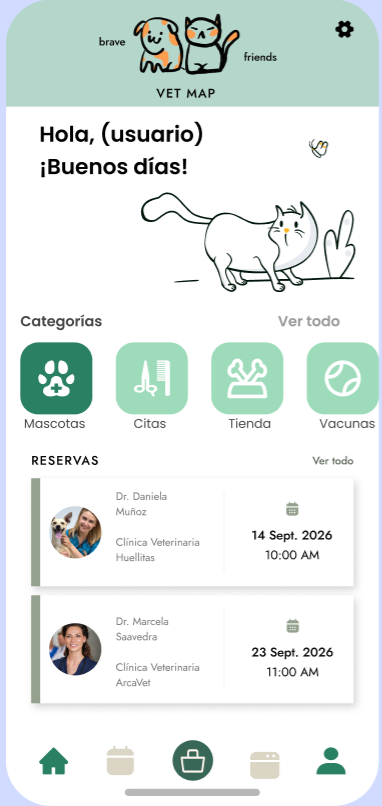 brave
friends
VET MAP
Hola, (usuario)
¡Buenos días!
Categorías
Ver todo
Mascotas
Citas
Tienda
Vacunas
RESERVAS
Ver todo
Dr. Daniela
Muñoz
Clínica Veterinaria
Huellitas
14 Sept. 2026
10:00 AM
Dr. Marcela
Saavedra
Clínica Veterinaria
ArcaVet
23 Sept. 2026
11:00 AM